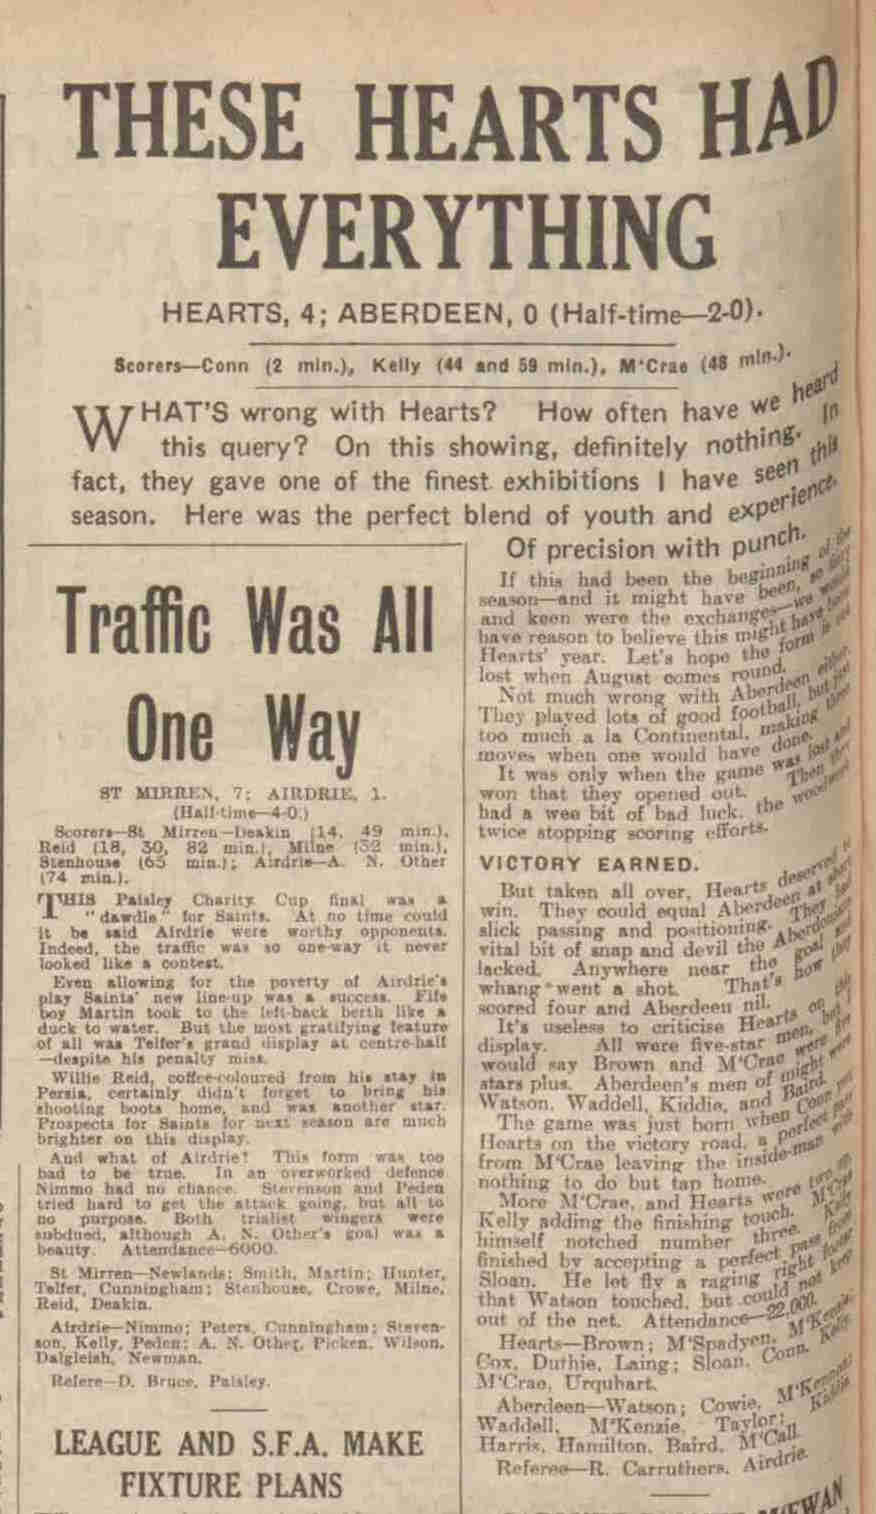 THESE HEARTS HAD
EVERYTHING
HEARTS, 4; ABERDEEN, 0 (Half-time—2-0).
Scorers—Conn (2 min.), Kelly (44 and 59 min.), M'Crae (48 min.).
WHAT'S wrong with Hearts? How often have we heard
this query? On this showing, definitely nothing. In
fact, they gave one of the finest exhibitions I have seen this
season. Here was the perfect blend of youth and experience.
Of precision with punch.
If this had been the beginning of the
season—and it might have been, so
and keen were the exchanges—we would
have reason to believe this might have been
Hearts' year. Let's hope the form is not
lost when August comes round.
Not much wrong with Aberdeen either.
They played lots of good football, but just
too much a la Continental, making three
moves when one would have done.
It was only when the game was lost and
won that they opened out. Then they
had a wee bit of bad luck, the woodwork
twice stopping scoring efforts.
VICTORY EARNED.
But taken all over, Hearts deserved to
win. They could equal Aberdeen at short
slick passing and positioning. They had
vital bit of snap and devil the Aberdonians
lacked. Anywhere near the goal and
whang went a shot. That's how they
scored four and Aberdeen nil.
It's useless to criticise Hearts on this
display. All were five-star men, but I
would say Brown and M'Crae were five
stars plus. Aberdeen's men of might were
Watson, Waddell, Kiddie, and Baird.
The game was just born when Conn put
Hearts on the victory road, a perfect pass
from M'Crae leaving the inside-man with
nothing to do but tap home.
More M'Crae, and Hearts were two up,
Kelly adding the finishing touch. M'Crae
himself notched number three. Kelly
finished by accepting a perfect pass from
Sloan. He let fly a raging right footer
that Watson touched, but could not keep
out of the net. Attendance—22,000.
Hearts—Brown; M'Spadyen, M'Kenzie;
Cox, Duthie, Laing; Sloan, Conn, Kelly,
M'Crae, Urquhart.
Aberdeen—Watson; Cowie, M'Kenna;
Waddell, M'Kenzie, Taylor; Kiddie,
Harris, Hamilton, Baird, M'Call.
Referee—R. Carruthers, Airdrie.
M'EWAN
Traffic Was All
One Way
ST MIRREN, 7; AIRDRIE, 1.
(Half-time—4-0.)
Scorers—St Mirren—Deakin (14, 49 min.),
Reid (18, 30, 82 min.), Milne (32 min.),
Stenhouse (65 min.); Airdrie—A. N. Other
(74 min.).
THIS Paisley Charity Cup final was a
"dawdle" for Saints. At no time could
it be said Airdrie were worthy opponents.
Indeed, the traffic was so one-way it never
looked like a contest.
Even allowing for the poverty of Airdrie's
play Saints' new line-up was a success. Fife
boy Martin took to the left-back berth like a
duck to water. But the most gratifying feature
of all was Telfer's grand display at centre-half
—despite his penalty miss.
Willie Reid, coffee-coloured from his stay in
Persia, certainly didn't forget to bring his
shooting boots home, and was another star.
Prospects for Saints for next season are much
brighter on this display.
And what of Airdrie? This form was too
bad to be true. In an overworked defence
Nimmo had no chance. Stevenson and Peden
tried hard to get the attack going, but all to
no purpose. Both trialist wingers were
subdued, although A. N. Other's goal was a
beauty. Attendance—6000.
St Mirren—Newlands; Smith, Martin; Hunter,
Telfer, Cunningham; Stenhouse, Crowe, Milne,
Reid, Deakin.
Airdrie—Nimmo; Peters, Cunningham; Steven-
son, Kelly, Peden; A. N. Other, Picken, Wilson,
Dalgleish, Newman.
Refere—D. Bruce, Paisley.
LEAGUE AND S.F.A. MAKE
FIXTURE PLANS